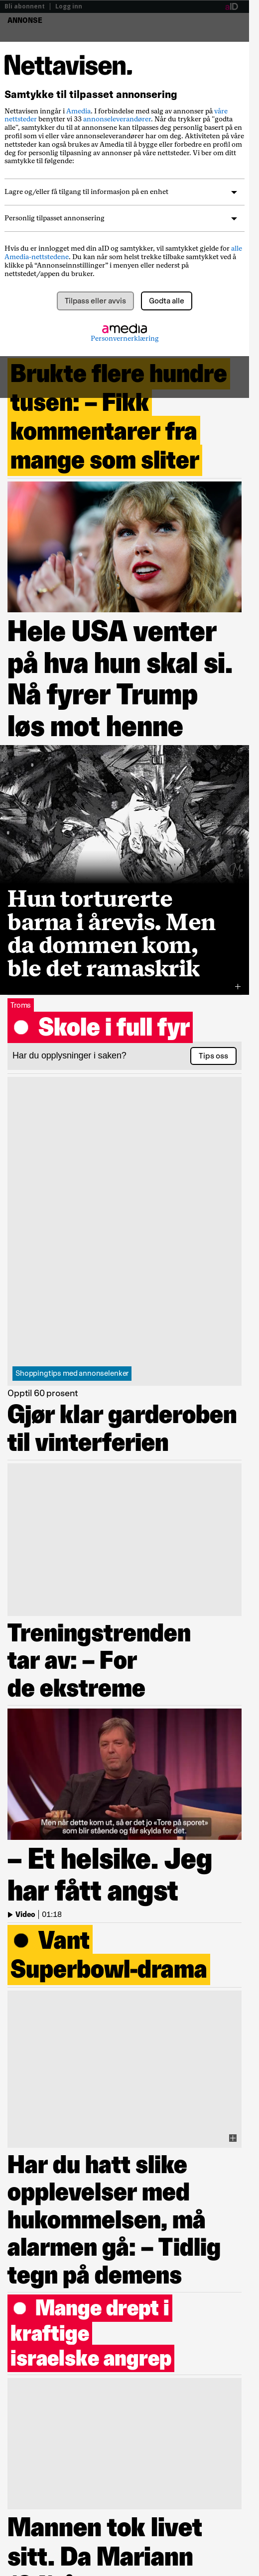 Bli abonnent | Logg inn
ANNONSE
Nettavisen.
Samtykke til tilpasset annonsering
Nettavisen inngår i Amedia. I forbindelse med salg av annonser på våre
nettsteder benytter vi 33 annonseleverandører. Når du trykker på "godta
alle", samtykker du til at annonsene kan tilpasses deg personlig basert på en
profil som vi eller våre annonseleverandører har om deg. Aktiviteten på våre
nettsteder kan også brukes av Amedia til å bygge eller forbedre en profil om
deg for personlig tilpasning av annonser på våre nettsteder. Vi ber om ditt
samtykke til følgende:
Lagre og/eller få tilgang til informasjon på en enhet
Personlig tilpasset annonsering
Hvis du er innlogget med din aID og samtykker, vil samtykket gjelde for alle
Amedia-nettstedene. Du kan når som helst trekke tilbake samtykket ved å
klikke på “Annonseinnstillinger” i menyen eller nederst på
nettstedet/appen du bruker.
Tilpass eller avvis
Godta alle
amedia
Personvernerklæring
Brukte flere hundre
tusen: – Fikk
kommentarer fra
mange som sliter
Hele USA venter
på hva hun skal si.
Nå fyrer Trump
løs mot henne
Hun torturerte
barna i årevis. Men
da dommen kom,
ble det ramaskrik
Troms
Skole i full fyr
Har du opplysninger i saken?
Tips oss
Shoppingtips med annonselenker
Opptil 60 prosent
Gjør klar garderoben
til vinterferien
Treningstrenden
tar av: – For
de ekstreme
Men når dette kom ut, så er det jo «Tore på sporet»
som blir stående og får skylda for det.
– Et helsike. Jeg
har fått angst
Video | 01:18
Vant
Superbowl-drama
Har du hatt slike
opplevelser med
hukommelsen, må
alarmen gå: – Tidlig
tegn på demens
Mange drept i
kraftige
israelske angrep
Mannen tok livet
sitt. Da Mariann